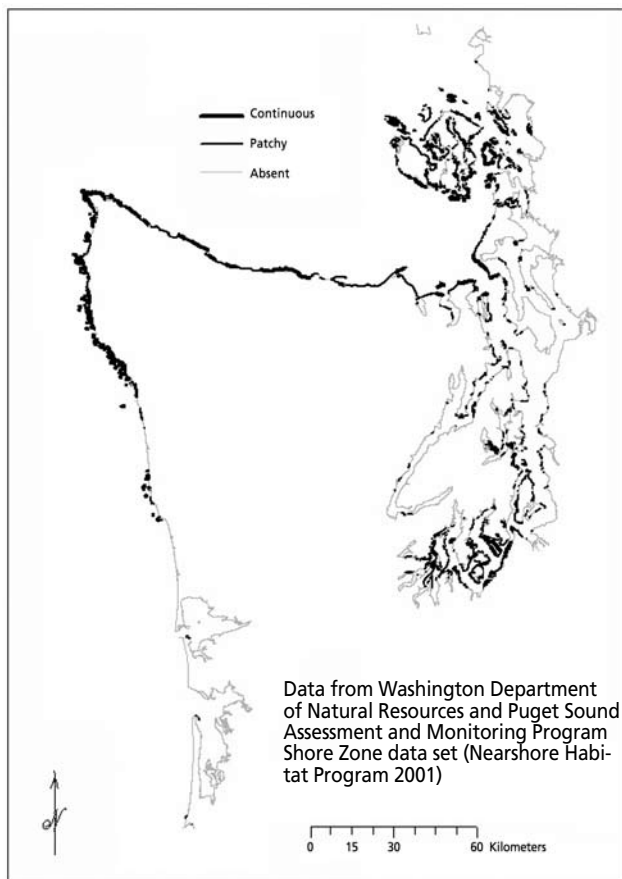 Continuous
Patchy
Absent
Data from Washington Department
of Natural Resources and Puget Sound
Assessment and Monitoring Program
Shore Zone data set (Nearshore Habi-
tat Program 2001)
N
0 15 30 60 Kilometers